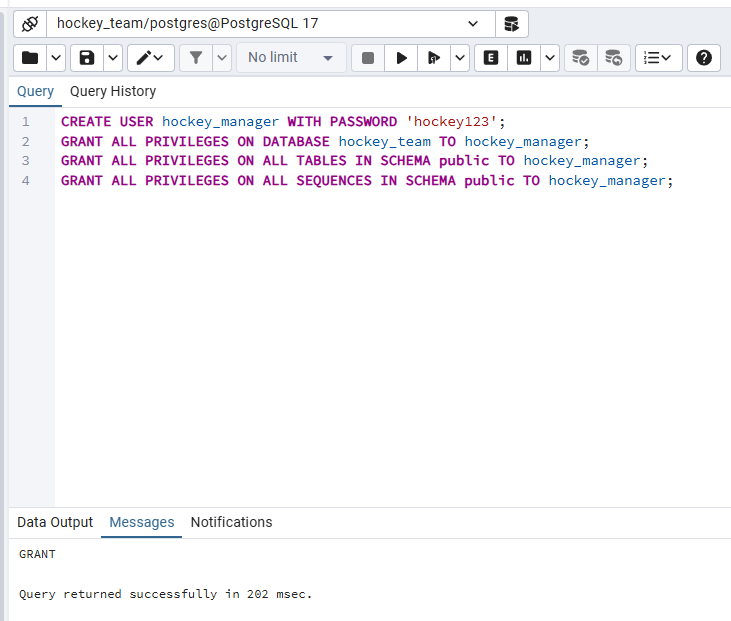 hockey_team/postgres@PostgreSQL 17
No limit
E
Query Query History
1 CREATE USER hockey_manager WITH PASSWORD 'hockey123';
2 GRANT ALL PRIVILEGES ON DATABASE hockey_team TO hockey_manager;
3 GRANT ALL PRIVILEGES ON ALL TABLES IN SCHEMA public TO hockey_manager;
4 GRANT ALL PRIVILEGES ON ALL SEQUENCES IN SCHEMA public TO hockey_manager;
Data Output Messages Notifications
GRANT
Query returned successfully in 202 msec.